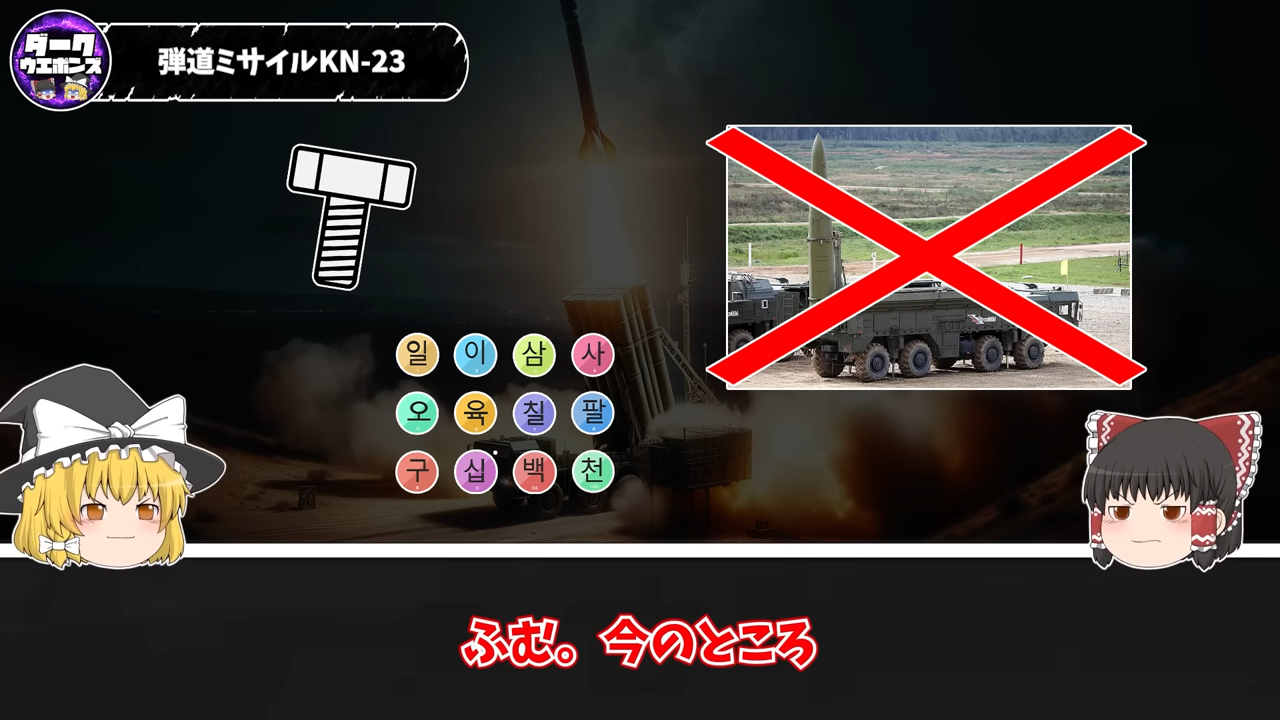 ダーク
ウエポンズ
弾道ミサイルKN-23
일 이 삼 사
오 육 칠 팔
구 십 백 천
ふむ。今のところ